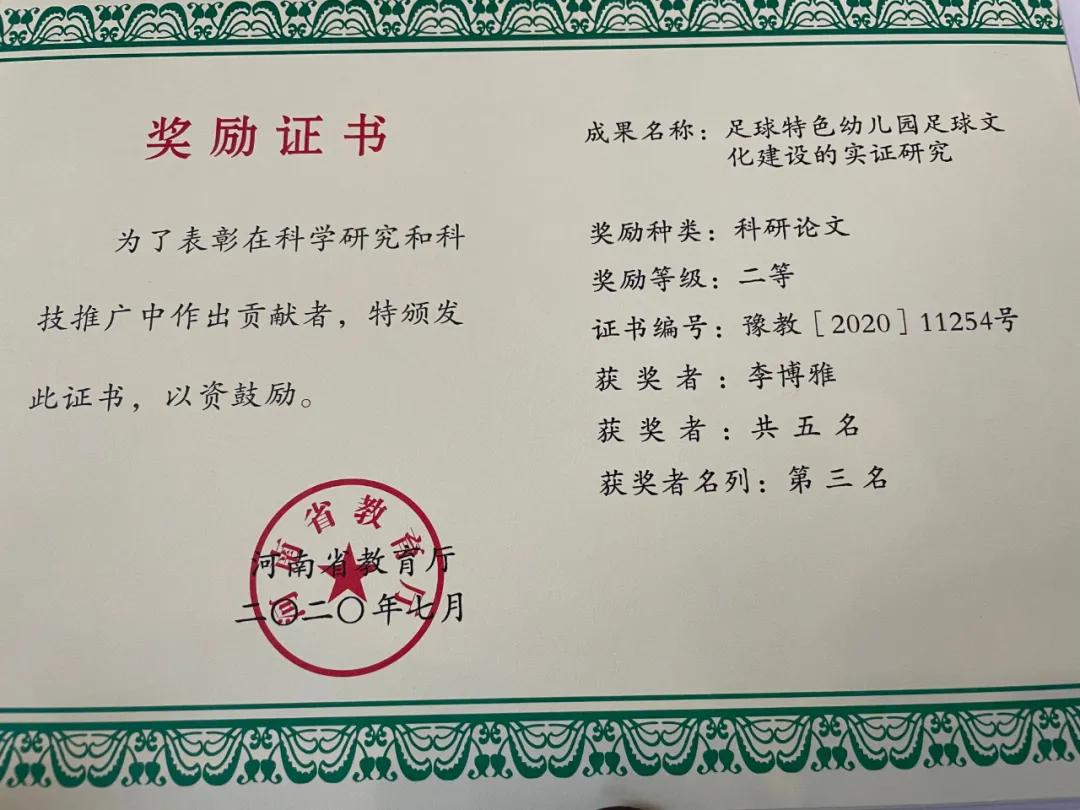 奖励证书
为了表彰在科学研究和科
技推广中作出贡献者，特颁发
此证书，以资鼓励。
河南省教育厅
河南省教育厅
二〇二〇年七月
成果名称：足球特色幼儿园足球文
化建设的实证研究
奖励种类：科研论文
奖励等级：二等
证书编号：豫教［2020］11254号
获奖者：李博雅
获奖者：共五名
获奖者名列：第三名